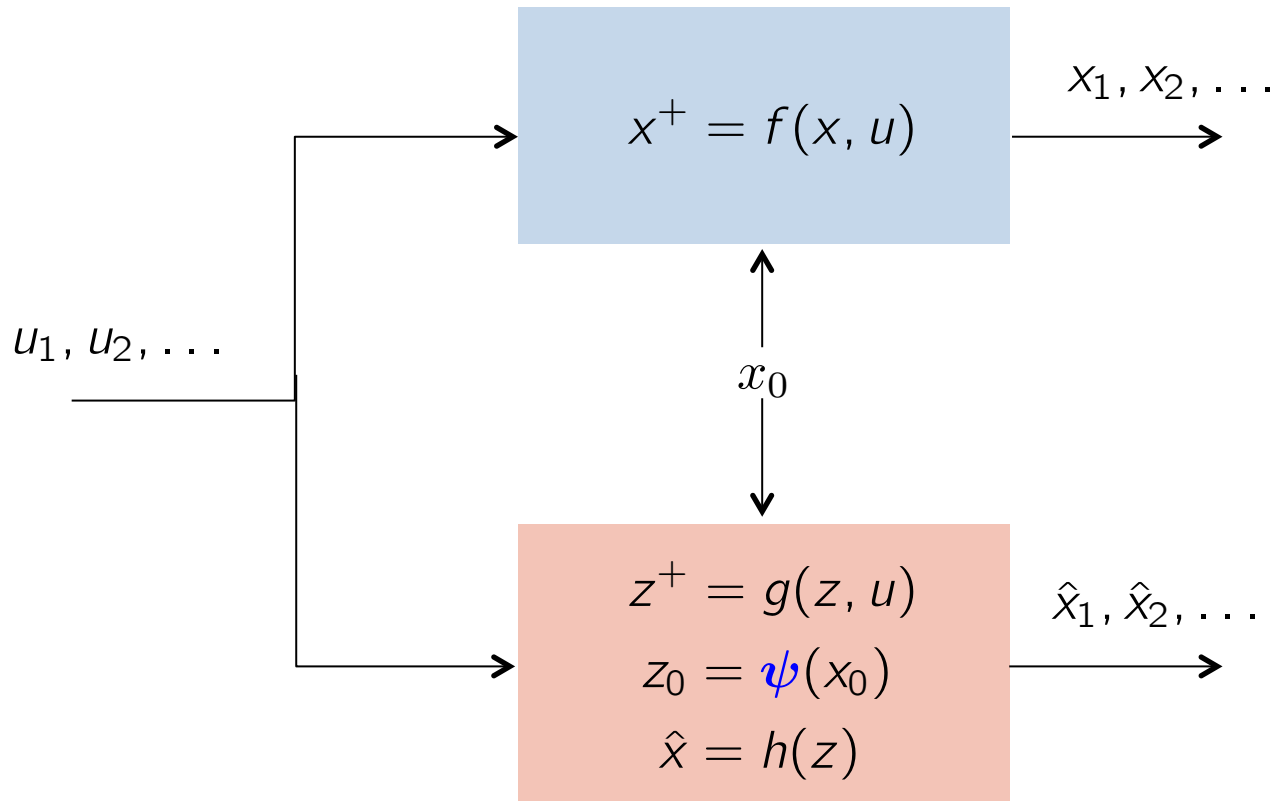 x₁, x₂, ...
x⁺ = f(x, u)
u₁, u₂, ...
x₀
z⁺ = g(z, u)
x̂₁, x̂₂, ...
z₀ = ψ(x₀)
x̂ = h(z)